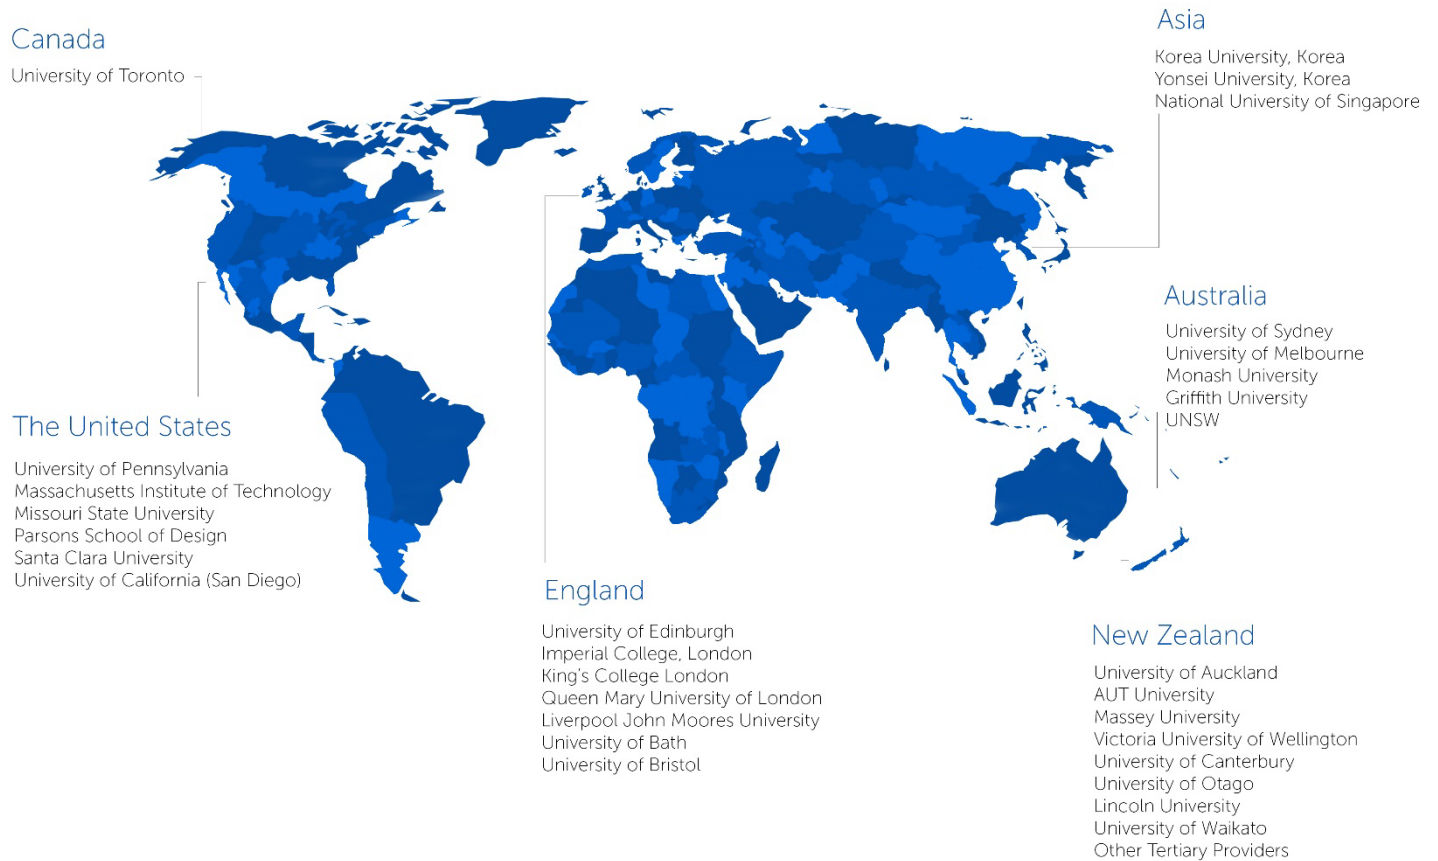 Canada
University of Toronto
Asia
Korea University, Korea
Yonsei University, Korea
National University of Singapore
Australia
University of Sydney
University of Melbourne
Monash University
Griffith University
UNSW
The United States
University of Pennsylvania
Massachusetts Institute of Technology
Missouri State University
Parsons School of Design
Santa Clara University
University of California (San Diego)
England
University of Edinburgh
Imperial College, London
King's College London
Queen Mary University of London
Liverpool John Moores University
University of Bath
University of Bristol
New Zealand
University of Auckland
AUT University
Massey University
Victoria University of Wellington
University of Canterbury
University of Otago
Lincoln University
University of Waikato
Other Tertiary Providers